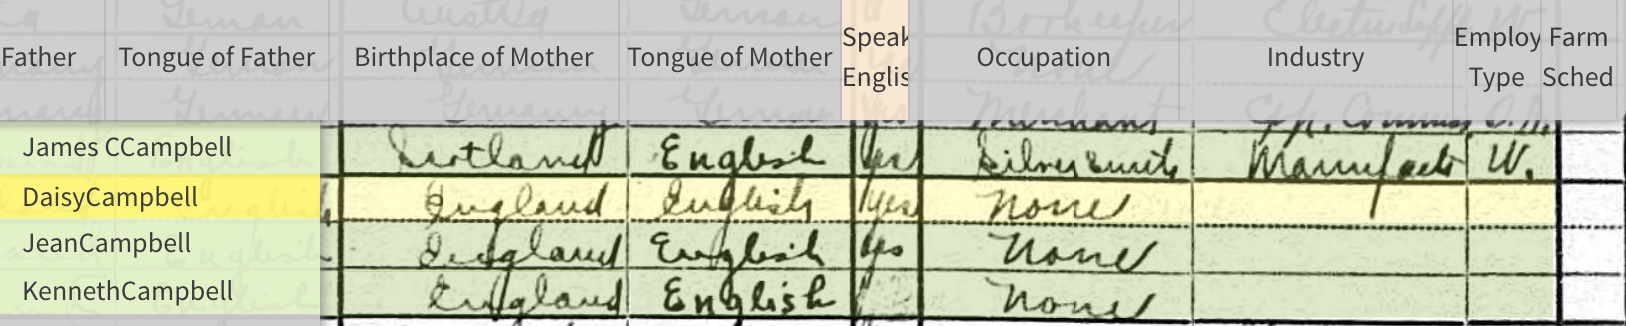 Father Tongue of Father Birthplace of Mother Tongue of Mother Speak Englis Occupation Industry Employ Type Farm Sched
James CCampbell Scotland English Yes Silversmith Manufact W.
DaisyCampbell England English Yes None
JeanCampbell England English Yes None
KennethCampbell England English None